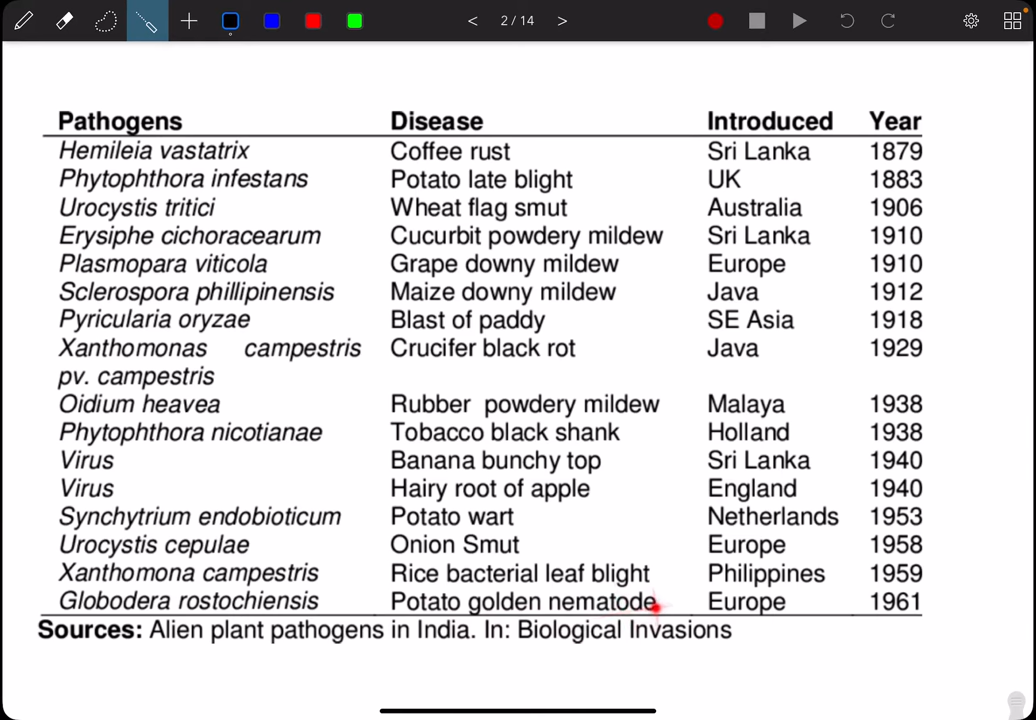 < 2 / 14 >
Pathogens Disease Introduced Year
Hemileia vastatrix Coffee rust Sri Lanka 1879
Phytophthora infestans Potato late blight UK 1883
Urocystis tritici Wheat flag smut Australia 1906
Erysiphe cichoracearum Cucurbit powdery mildew Sri Lanka 1910
Plasmopara viticola Grape downy mildew Europe 1910
Sclerospora phillipinensis Maize downy mildew Java 1912
Pyricularia oryzae Blast of paddy SE Asia 1918
Xanthomonas campestris Crucifer black rot Java 1929
pv. campestris
Oidium heavea Rubber powdery mildew Malaya 1938
Phytophthora nicotianae Tobacco black shank Holland 1938
Virus Banana bunchy top Sri Lanka 1940
Virus Hairy root of apple England 1940
Synchytrium endobioticum Potato wart Netherlands 1953
Urocystis cepulae Onion Smut Europe 1958
Xanthomona campestris Rice bacterial leaf blight Philippines 1959
Globodera rostochiensis Potato golden nematode Europe 1961
Sources: Alien plant pathogens in India. In: Biological Invasions